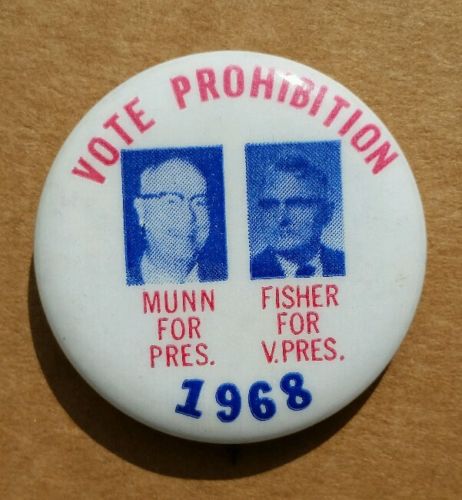 VOTE PROHIBITION
MUNN
FOR
PRES.
FISHER
FOR
V.PRES.
1968